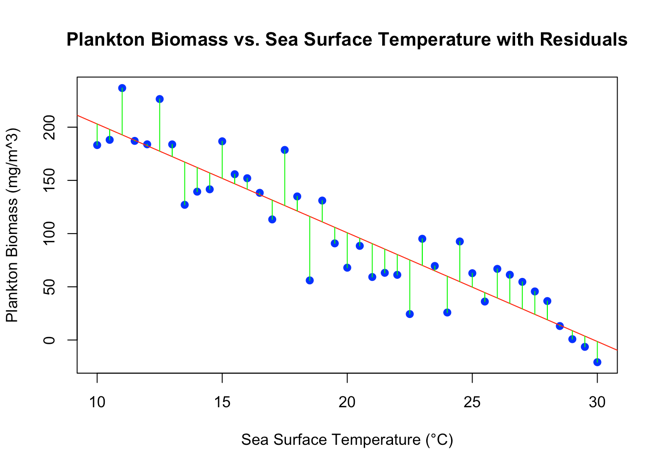 Plankton Biomass vs. Sea Surface Temperature with Residuals
Plankton Biomass (mg/m^3)
200
150
100
50
0
10 15 20 25 30
Sea Surface Temperature (°C)